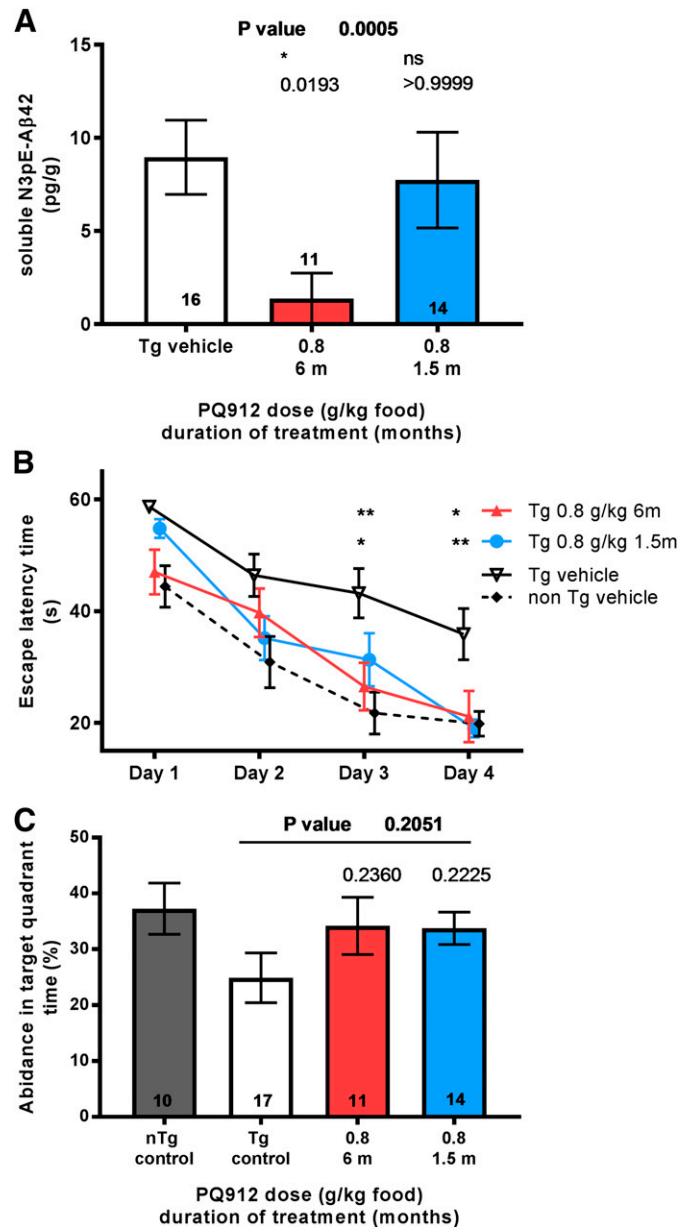 A
P value 0.0005
* ns
0.0193 >0.9999
15
10
5
0
soluble N3pE-Aβ42
(pg/g)
16
11
14
Tg vehicle 0.8 0.8
6 m 1.5 m
PQ912 dose (g/kg food)
duration of treatment (months)
B
60
40
20
Escape latency time
(s)
** *
* **
Tg 0.8 g/kg 6m
Tg 0.8 g/kg 1.5m
Tg vehicle
non Tg vehicle
Day 1 Day 2 Day 3 Day 4
C
P value 0.2051
0.2360 0.2225
50
40
30
20
10
0
Abidance in target quadrant
time (%)
10 17 11 14
nTg Tg 0.8 0.8
control control 6 m 1.5 m
PQ912 dose (g/kg food)
duration of treatment (months)